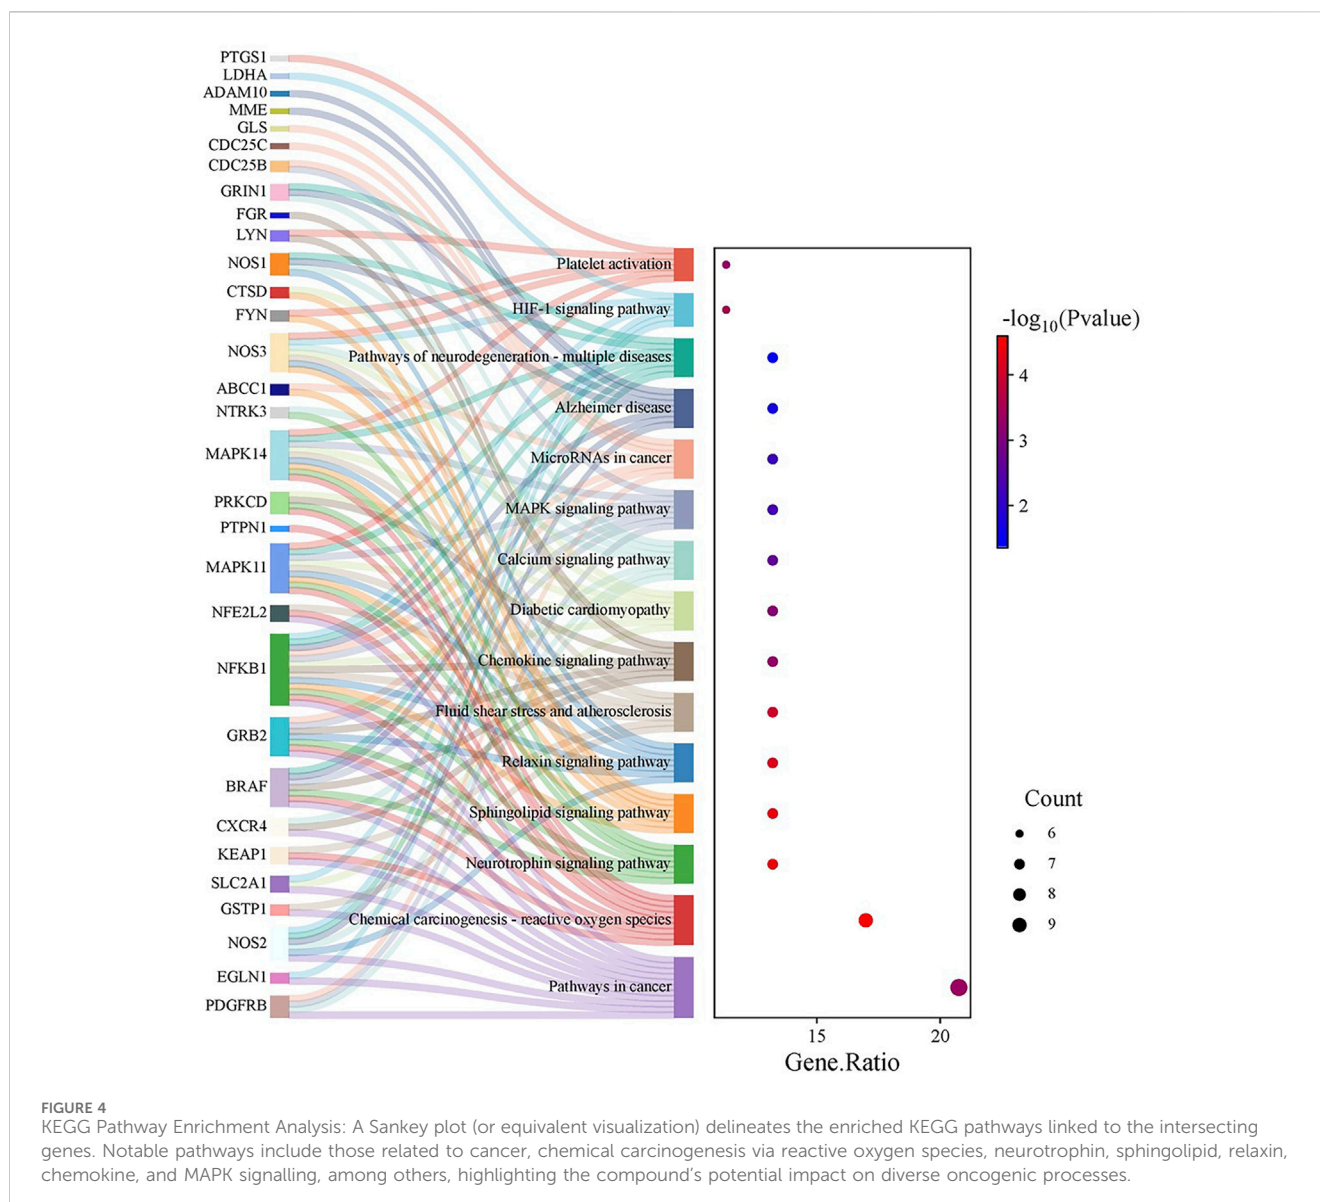 PTGS1
LDHA
ADAM10
MME
GLS
CDC25C
CDC25B
GRIN1
FGR
LYN
NOS1
CTSD
FYN
NOS3
ABCC1
NTRK3
MAPK14
PRKCD
PTPN1
MAPK11
NFE2L2
NFKB1
GRB2
BRAF
CXCR4
KEAP1
SLC2A1
GSTP1
NOS2
EGLN1
PDGFRB
Platelet activation
HIF-1 signaling pathway
Pathways of neurodegeneration - multiple diseases
Alzheimer disease
MicroRNAs in cancer
MAPK signaling pathway
Calcium signaling pathway
Diabetic cardiomyopathy
Chemokine signaling pathway
Fluid shear stress and atherosclerosis
Relaxin signaling pathway
Sphingolipid signaling pathway
Neurotrophin signaling pathway
Chemical carcinogenesis - reactive oxygen species
Pathways in cancer
15
20
Gene.Ratio
-log10(Pvalue)
4
3
2
Count
6
7
8
9
FIGURE 4
KEGG Pathway Enrichment Analysis: A Sankey plot (or equivalent visualization) delineates the enriched KEGG pathways linked to the intersecting
genes. Notable pathways include those related to cancer, chemical carcinogenesis via reactive oxygen species, neurotrophin, sphingolipid, relaxin,
chemokine, and MAPK signalling, among others, highlighting the compound's potential impact on diverse oncogenic processes.